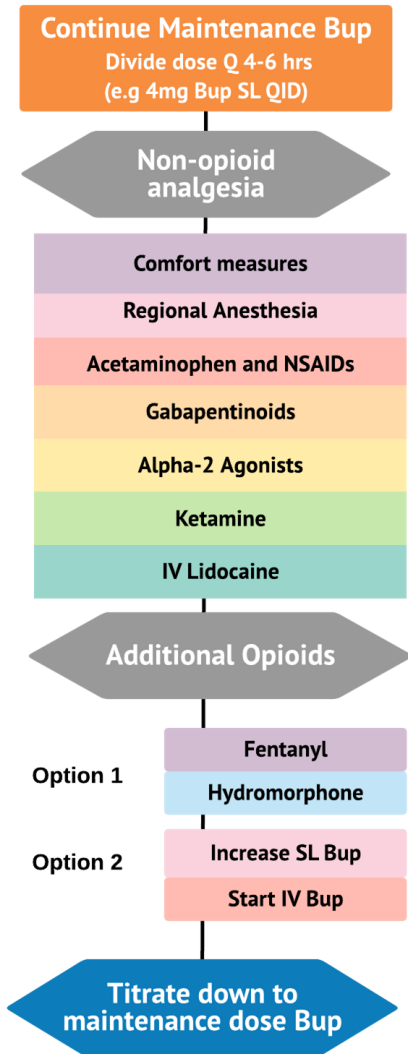 Continue Maintenance Bup
Divide dose Q 4-6 hrs
(e.g 4mg Bup SL QID)
Non-opioid
analgesia
Comfort measures
Regional Anesthesia
Acetaminophen and NSAIDs
Gabapentinoids
Alpha-2 Agonists
Ketamine
IV Lidocaine
Additional Opioids
Option 1
Fentanyl
Hydromorphone
Option 2
Increase SL Bup
Start IV Bup
Titrate down to
maintenance dose Bup